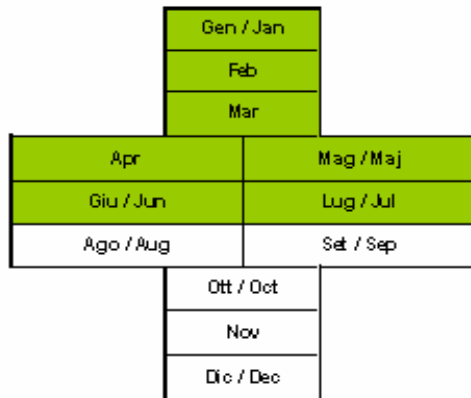 Gen / Jan
Feb
Mar
Apr
Mag / Maj
Giu / Jun
Lug / Jul
Ago / Aug
Set / Sep
Ott / Oct
Nov
Dic / Dec